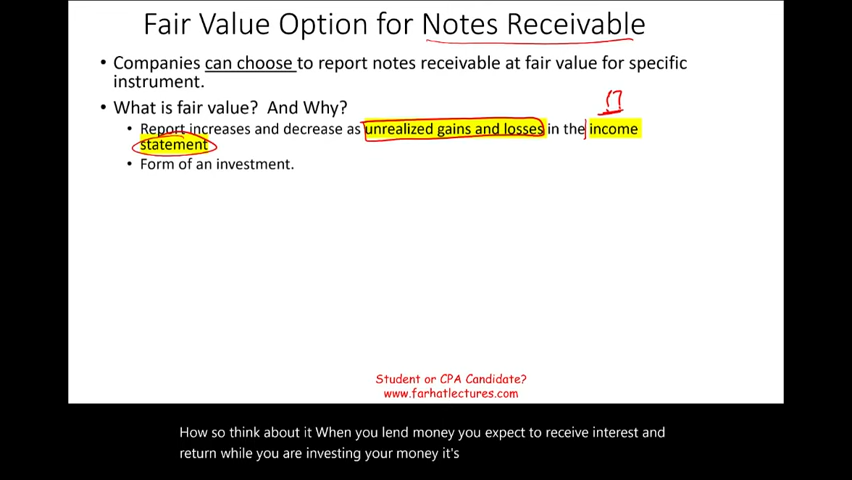 Fair Value Option for Notes Receivable
• Companies can choose to report notes receivable at fair value for specific
instrument.
• What is fair value? And Why?
• Report increases and decrease as unrealized gains and losses in the income
statement
• Form of an investment.
Student or CPA Candidate?
www.farhatlectures.com
How so think about it When you lend money you expect to receive interest and
return while you are investing your money it's